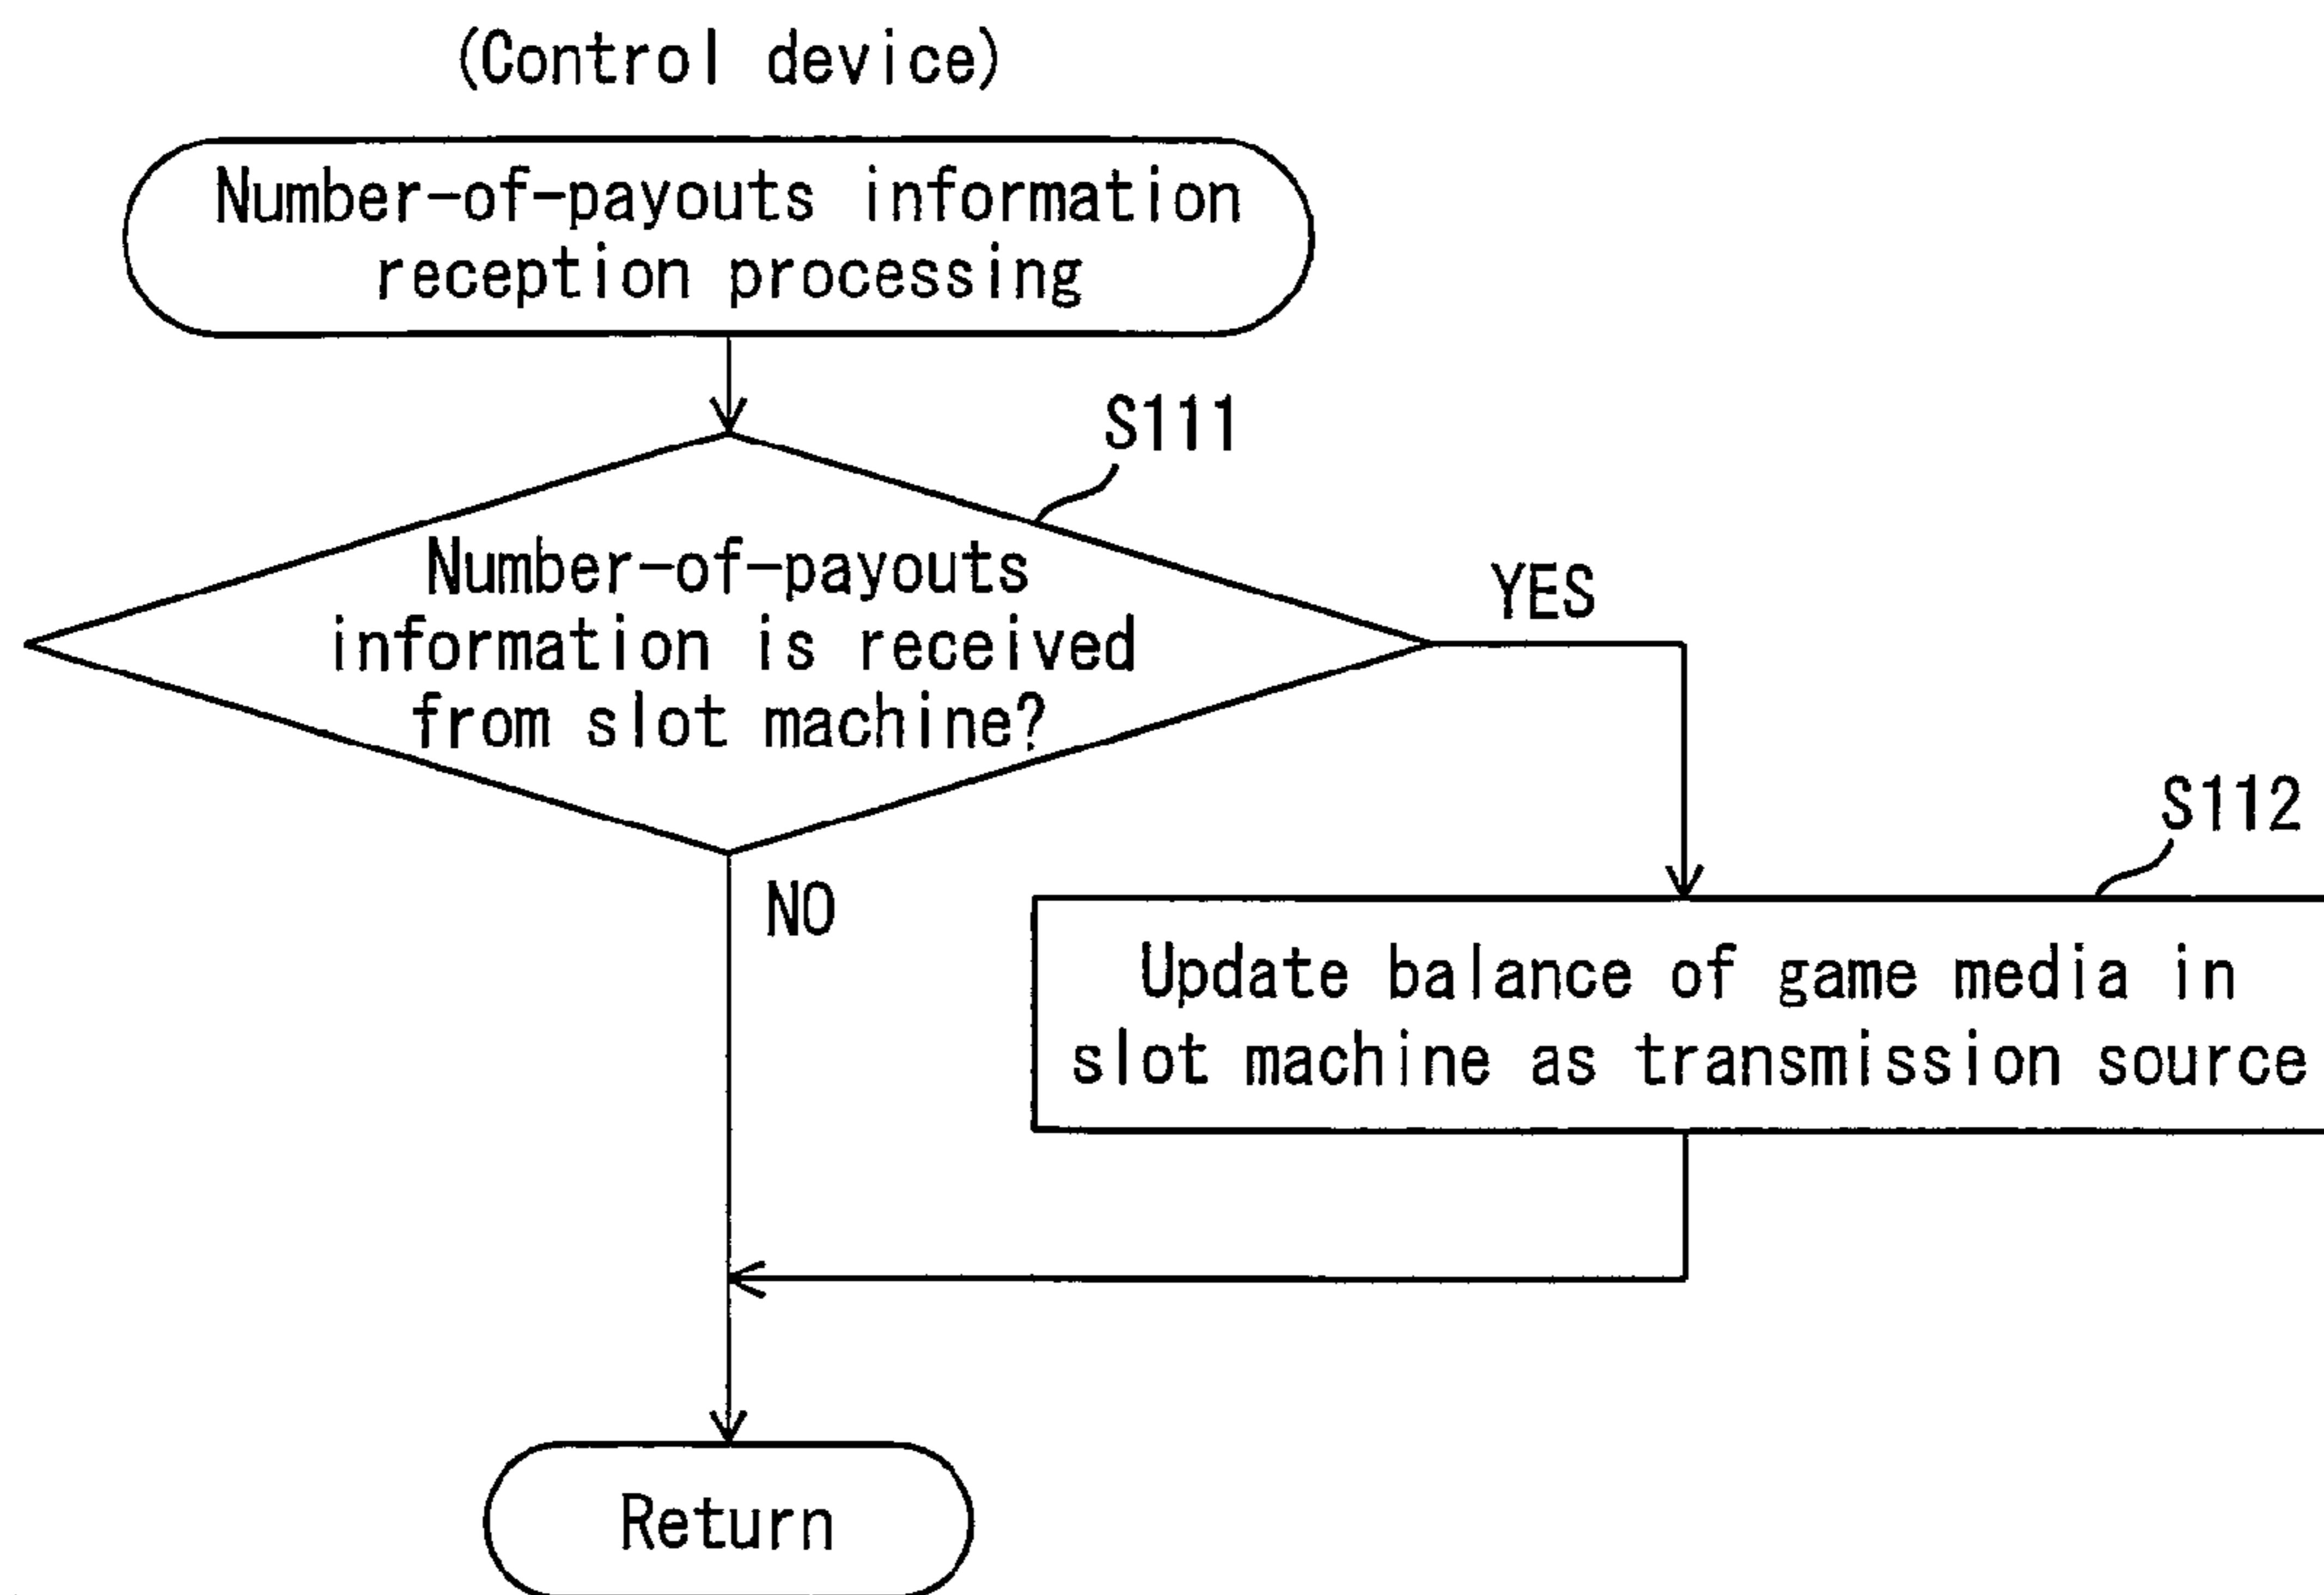 (Control device)
Number-of-payouts information
reception processing
S111
Number-of-payouts
information is received
from slot machine?
YES
NO
S112
Update balance of game media in
slot machine as transmission source
Return